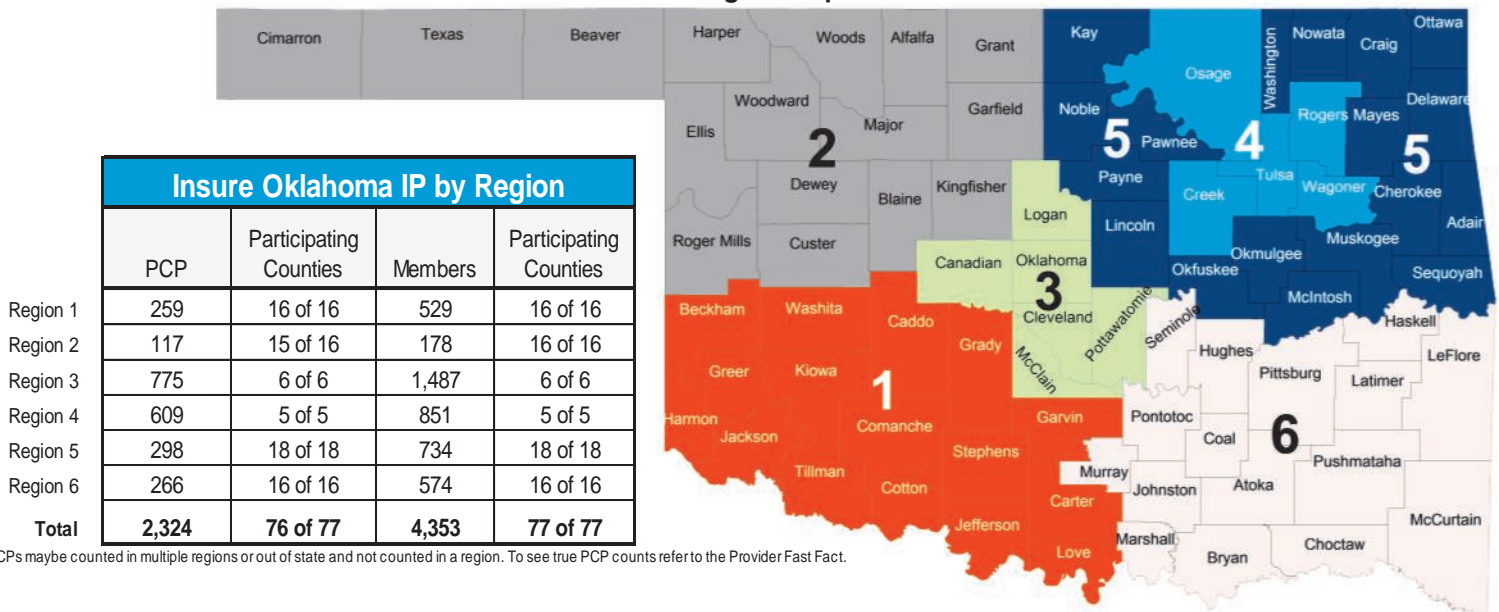 Insure Oklahoma IP by Region
PCP Participating Counties Members Participating Counties
Region 1 259 16 of 16 529 16 of 16
Region 2 117 15 of 16 178 16 of 16
Region 3 775 6 of 6 1,487 6 of 6
Region 4 609 5 of 5 851 5 of 5
Region 5 298 18 of 18 734 18 of 18
Region 6 266 16 of 16 574 16 of 16
Total 2,324 76 of 77 4,353 77 of 77
CPs maybe counted in multiple regions or out of state and not counted in a region. To see true PCP counts refer to the Provider Fast Fact.
Cimarron
Texas
Beaver
Harper
Woods
Alfalfa
Grant
Woodward
Garfield
Ellis
Major
2
Dewey
Blaine
Kingfisher
Roger Mills
Custer
Kay
Noble
5
Pawnee
Payne
Lincoln
Osage
Washington
4
Rogers
Tulsa
Creek
Wagoner
Nowata
Craig
Ottawa
Delaware
Mayes
5
Cherokee
Adair
Muskogee
Okmulgee
Okfuskee
McIntosh
Sequoyah
Logan
Canadian
Oklahoma
3
Cleveland
Pottawatomie
McClain
Beckham
Washita
Caddo
Grady
Greer
Kiowa
1
Harmon
Jackson
Comanche
Garvin
Stephens
Tillman
Cotton
Carter
Jefferson
Love
Seminole
Hughes
Haskell
Pittsburg
LeFlore
Latimer
Pontotoc
Coal
6
Murray
Pushmataha
Johnston
Atoka
McCurtain
Marshall
Bryan
Choctaw